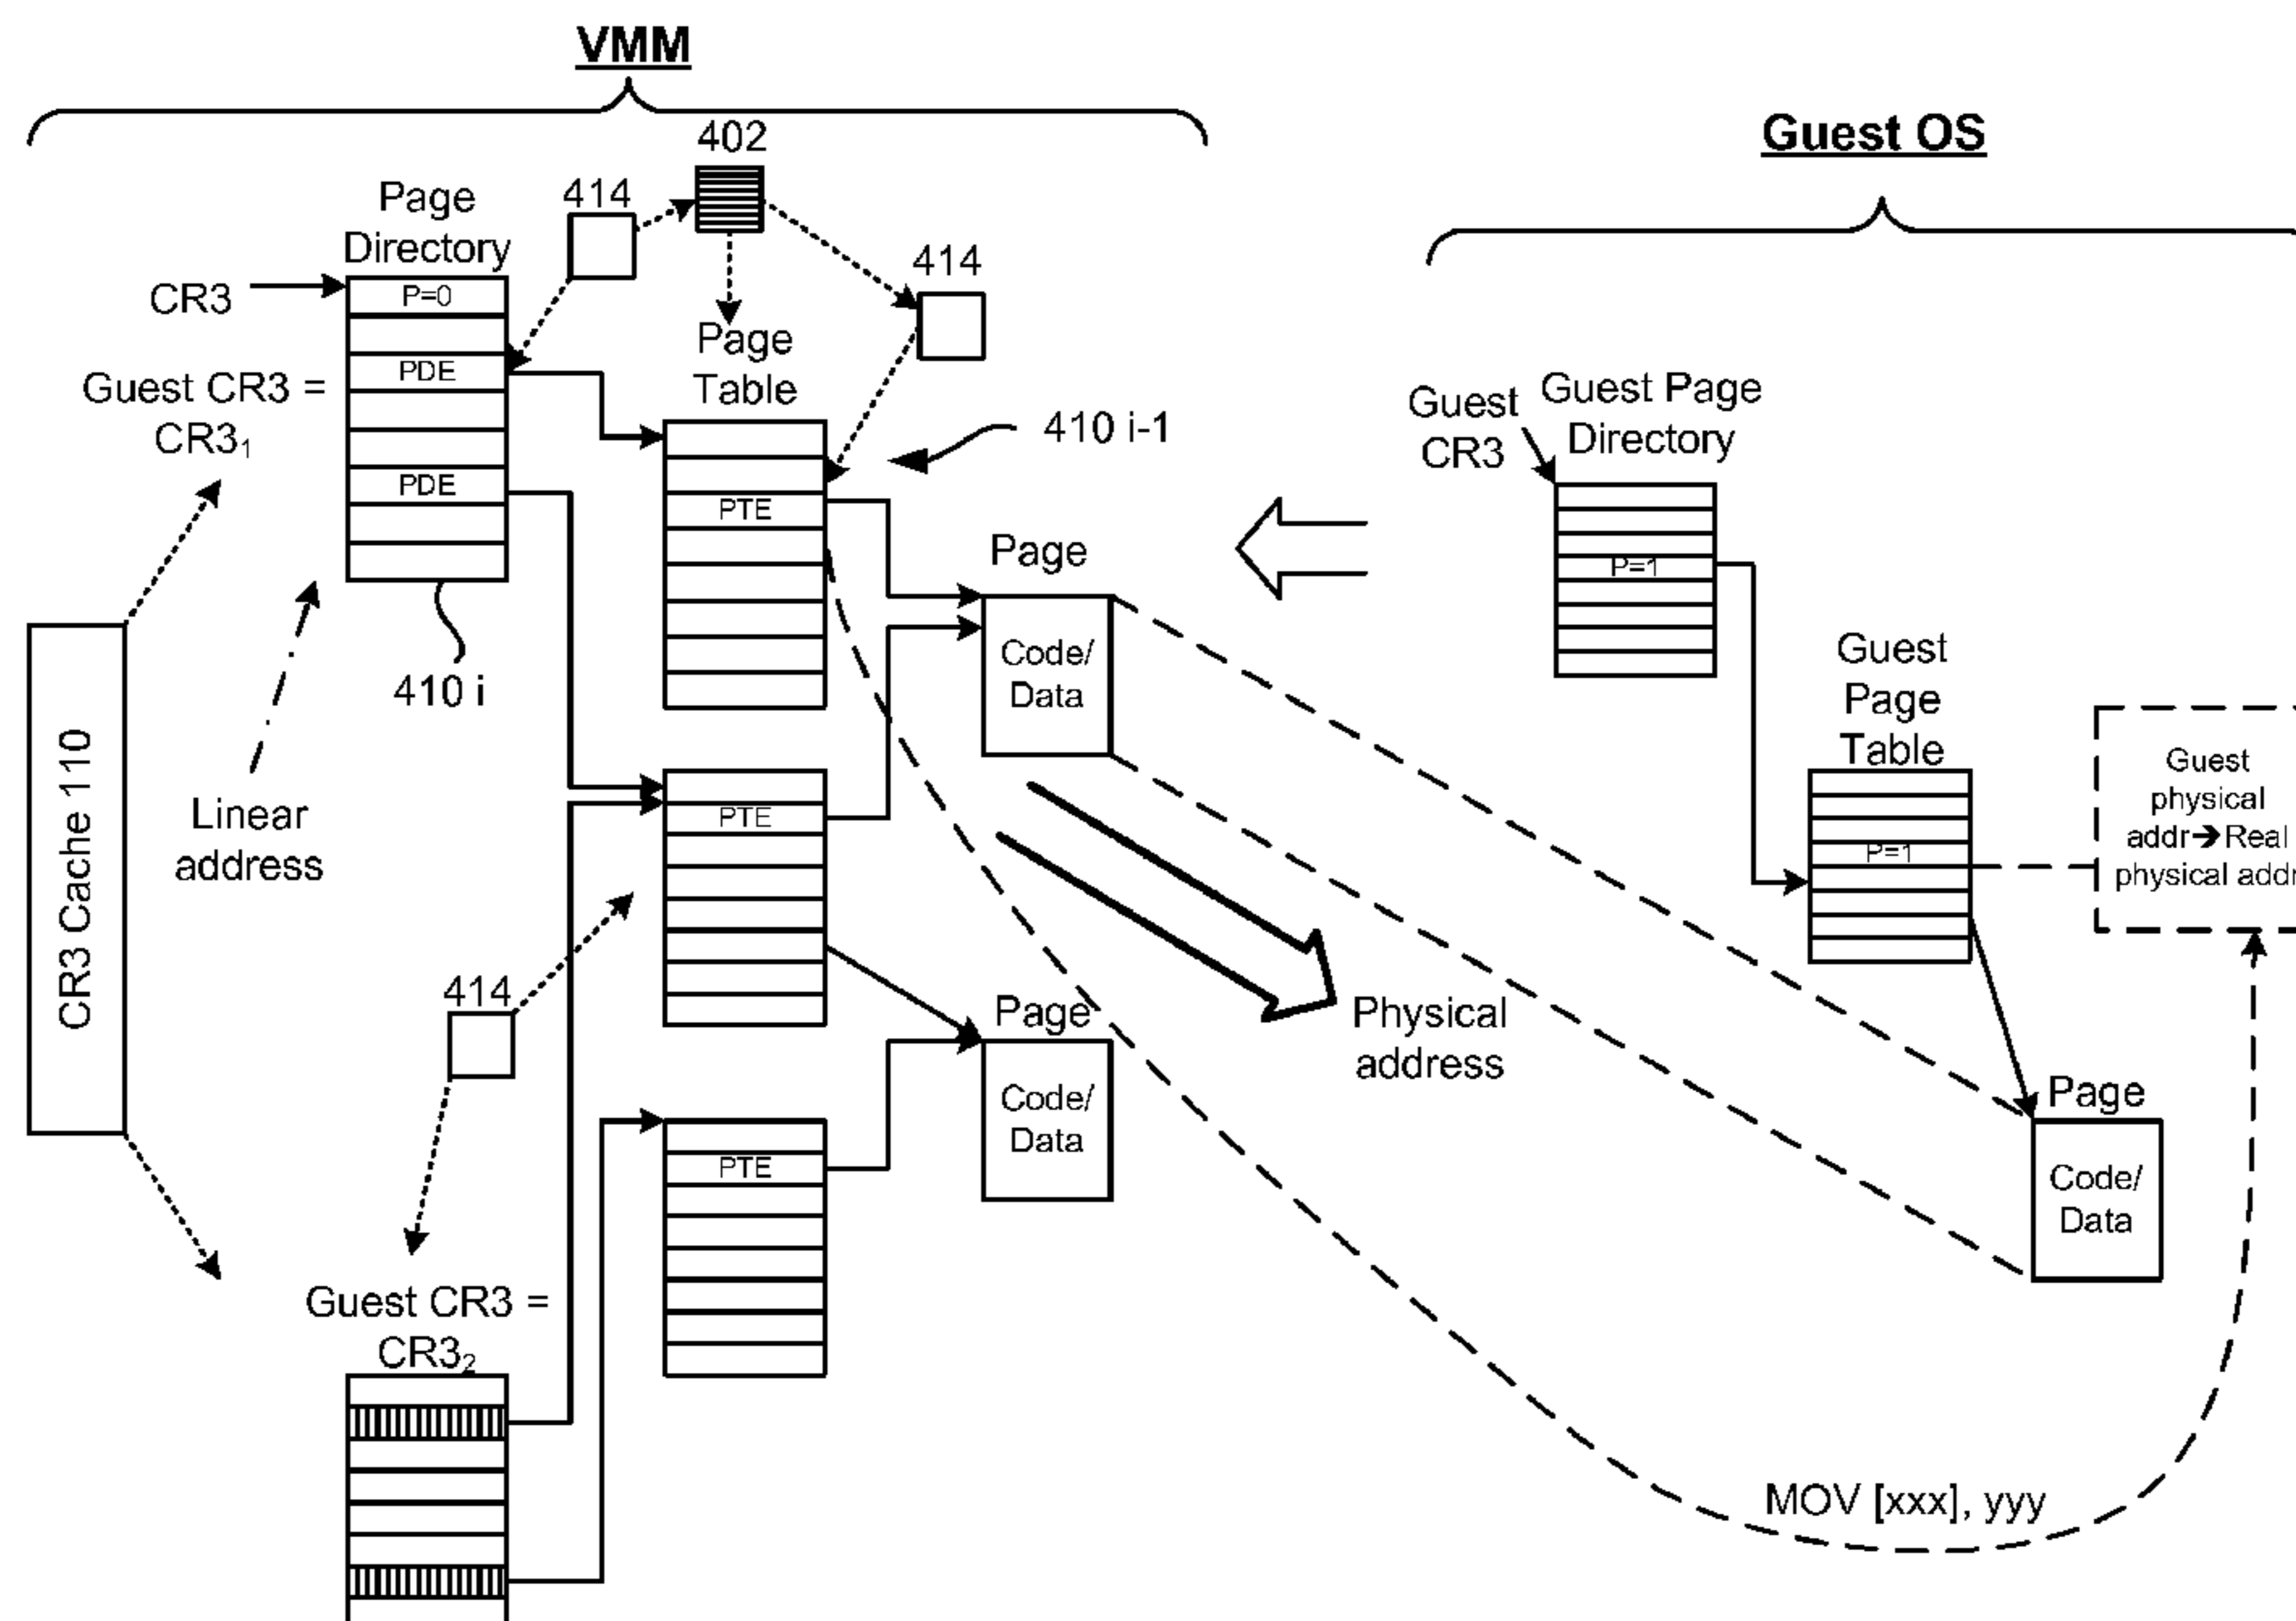 VMM
402
414
Page
Directory
CR3
P=0
Guest CR3 =
CR3₁
PDE
PDE
410 i
414
Page
Table
410 i-1
PTE
Page
Code/
Data
CR3 Cache 110
Linear
address
PTE
414
Page
Code/
Data
Physical
address
PTE
Guest CR3 =
CR3₂
Guest OS
Guest
CR3
Guest Page
Directory
P=1
Guest
Page
Table
P=1
Guest
physical
addr➔Real
physical addr
Page
Code/
Data
MOV [xxx], yyy